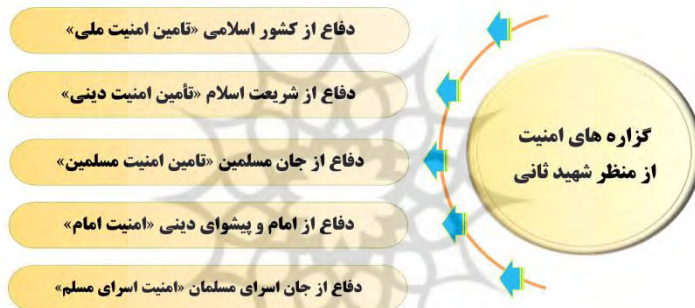 گزاره های امنیت
از منظر شهید ثانی
دفاع از کشور اسلامی «تامین امنیت ملی»
دفاع از شریعت اسلام «تأمین امنیت دینی»
دفاع از جان مسلمین «تامین امنیت مسلمین»
دفاع از امام و پیشوای دینی «امنیت امام»
دفاع از جان اسرای مسلمان «امنیت اسرای مسلم»